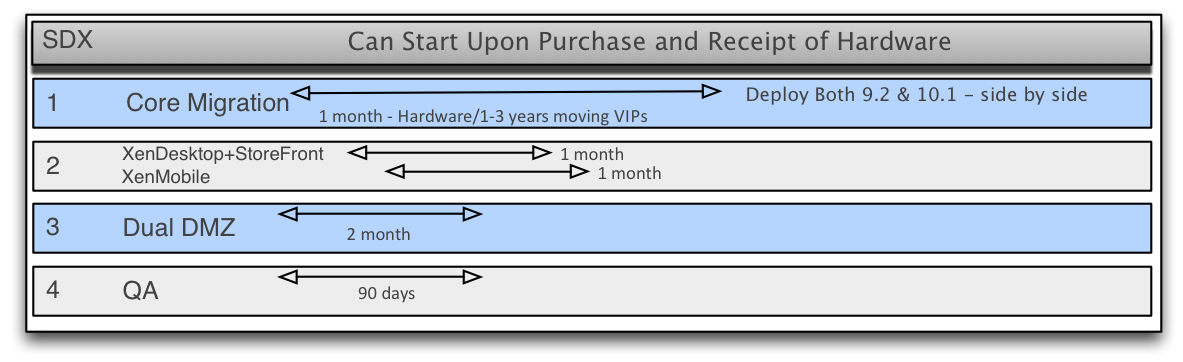 SDX Can Start Upon Purchase and Receipt of Hardware
1 Core Migration Deploy Both 9.2 & 10.1 – side by side
1 month - Hardware/1-3 years moving VIPs
2 XenDesktop+StoreFront 1 month
XenMobile 1 month
3 Dual DMZ
2 month
4 QA
90 days